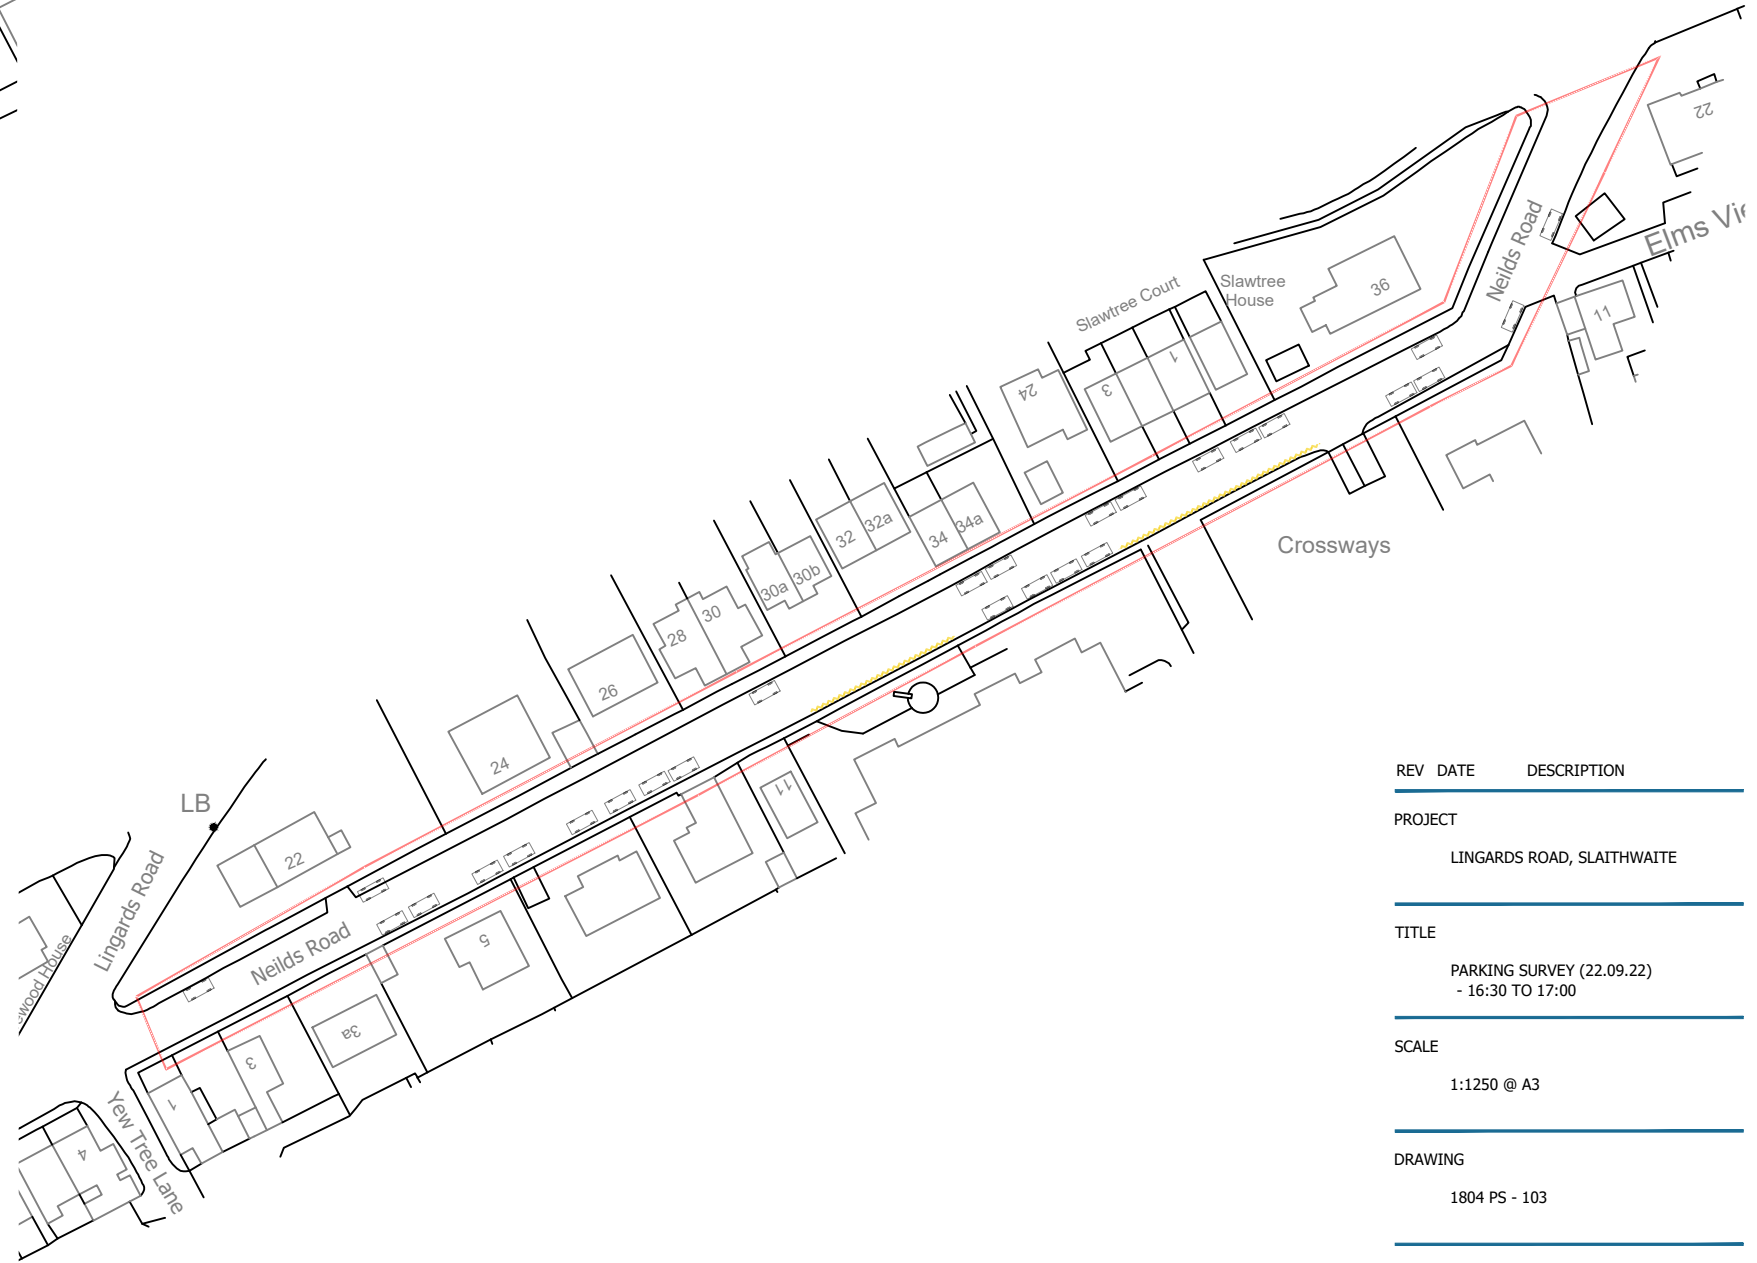 22
Elms Vie
Neilds Road
36
11
Slawtree Court
Slawtree
House
1
3
24
Crossways
34a
34
32a
32
30b
30a
30
28
26
24
LB
22
Lingards Road
ewood House
Neilds Road
11
5
3a
3
1
Yew Tree Lane
4
REV DATE DESCRIPTION
PROJECT
LINGARDS ROAD, SLAITHWAITE
TITLE
PARKING SURVEY (22.09.22)
- 16:30 TO 17:00
SCALE
1:1250 @ A3
DRAWING
1804 PS - 103